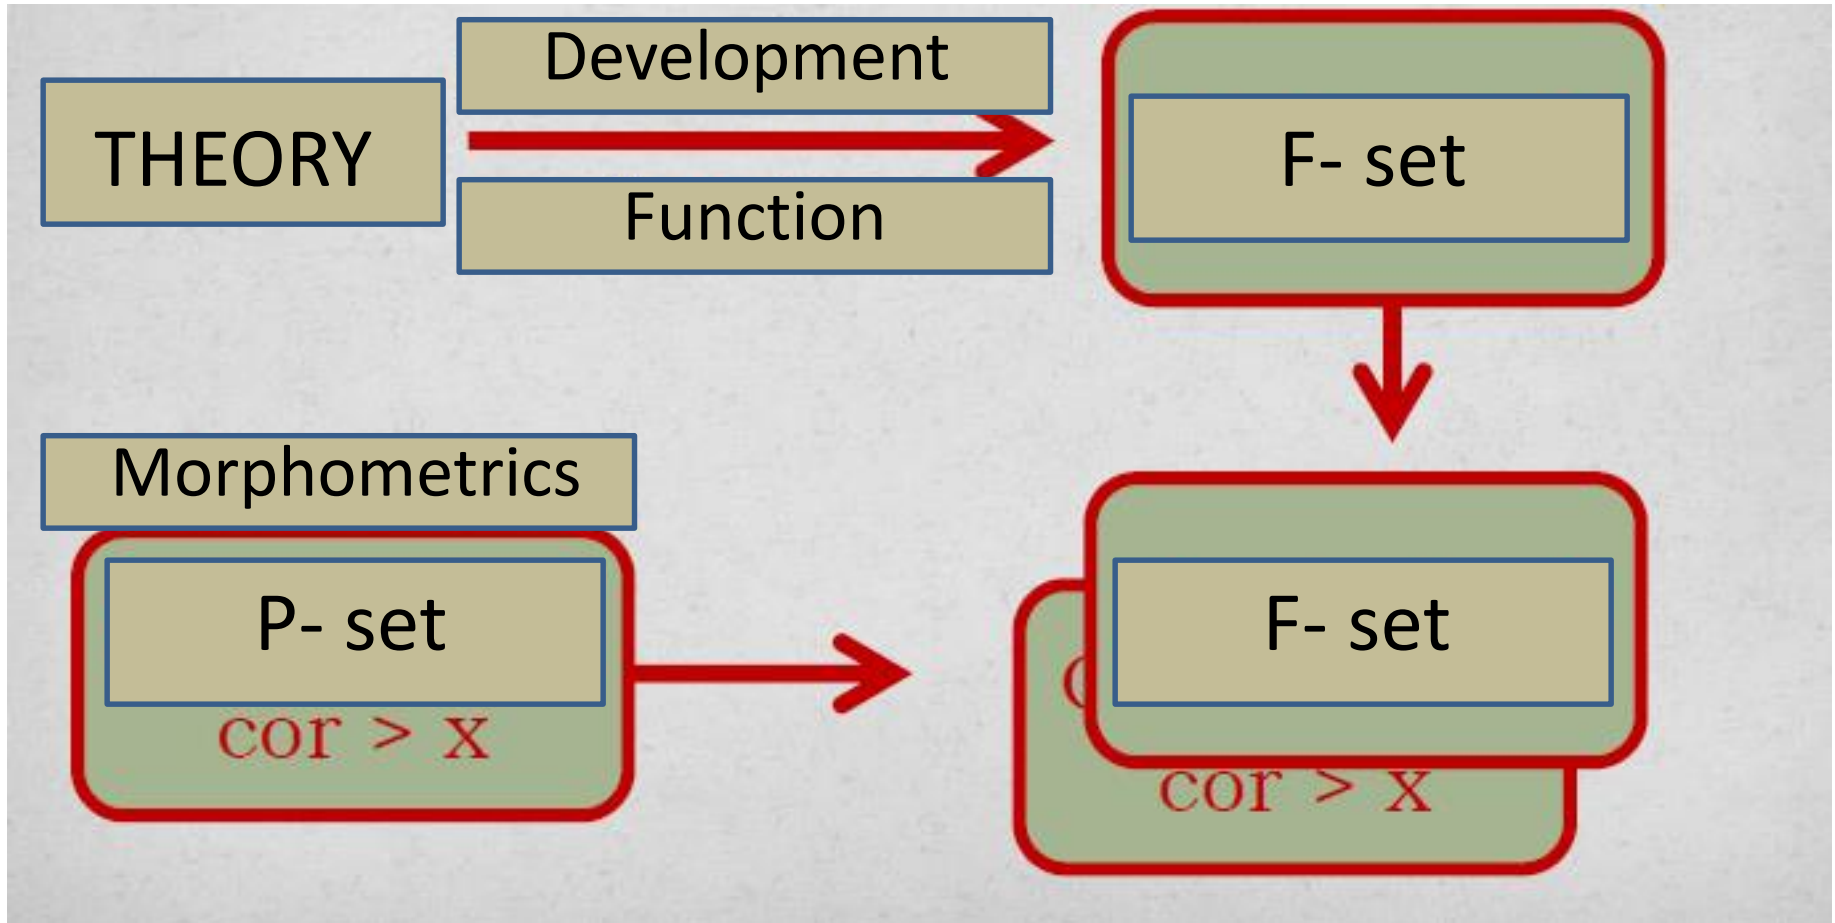 Development
THEORY
F- set
Function
Morphometrics
P- set
cor > x
F- set
cor > x